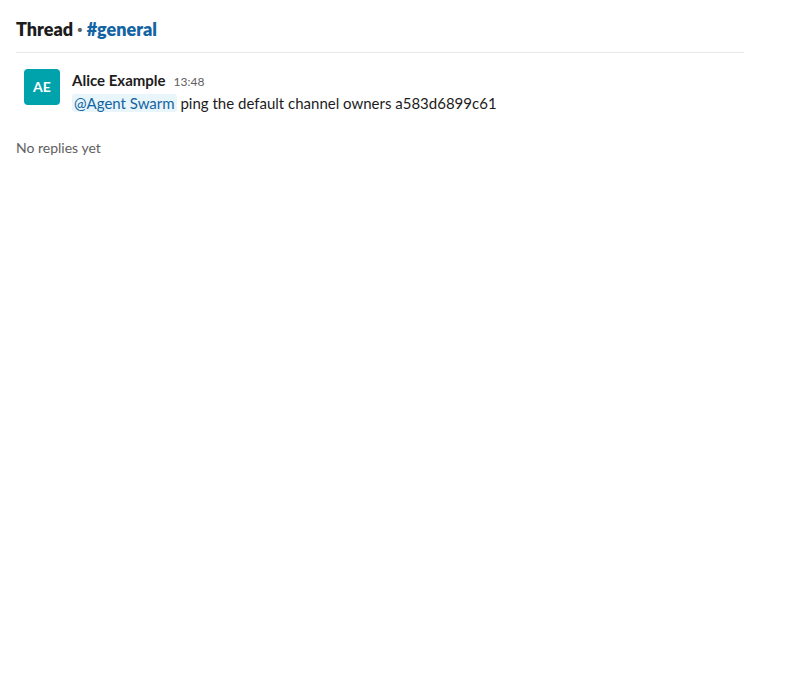 Thread • #general
AE
Alice Example 13:48
@Agent Swarm ping the default channel owners a583d6899c61
No replies yet